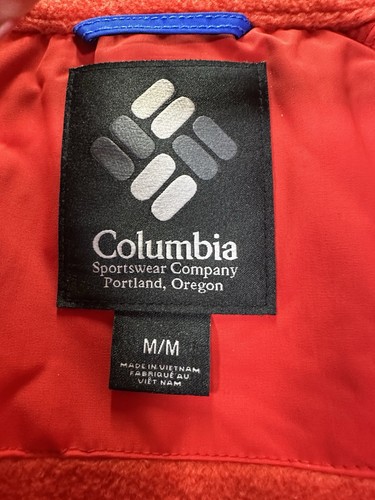 Columbia
Sportswear Company
Portland, Oregon
M/M
MADE IN VIETNAM
FABRIQUÉ AU
VIÊT NAM